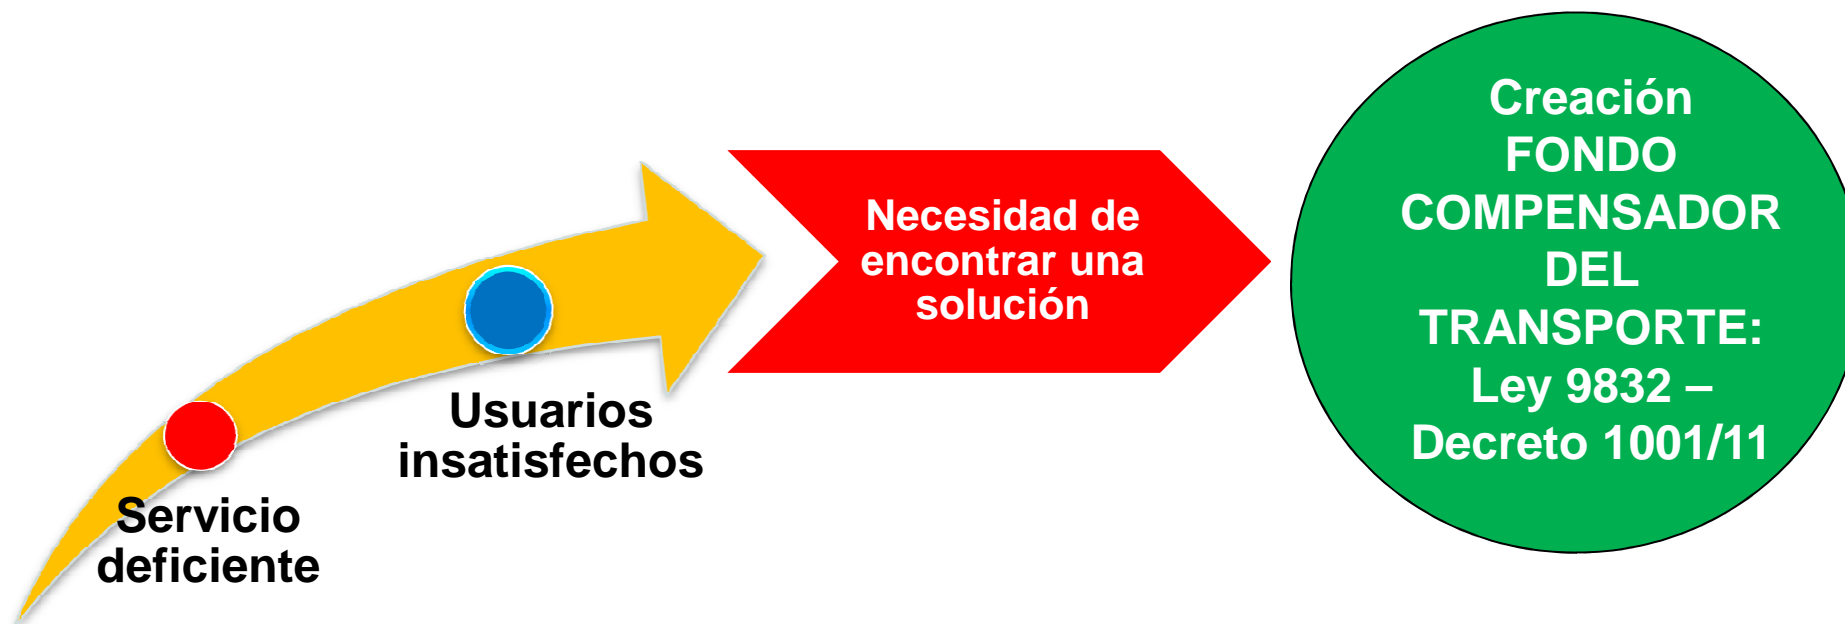 Servicio
deficiente
Usuarios
insatisfechos
Necesidad de
encontrar una
solución
Creación
FONDO
COMPENSADOR
DEL
TRANSPORTE:
Ley 9832 –
Decreto 1001/11